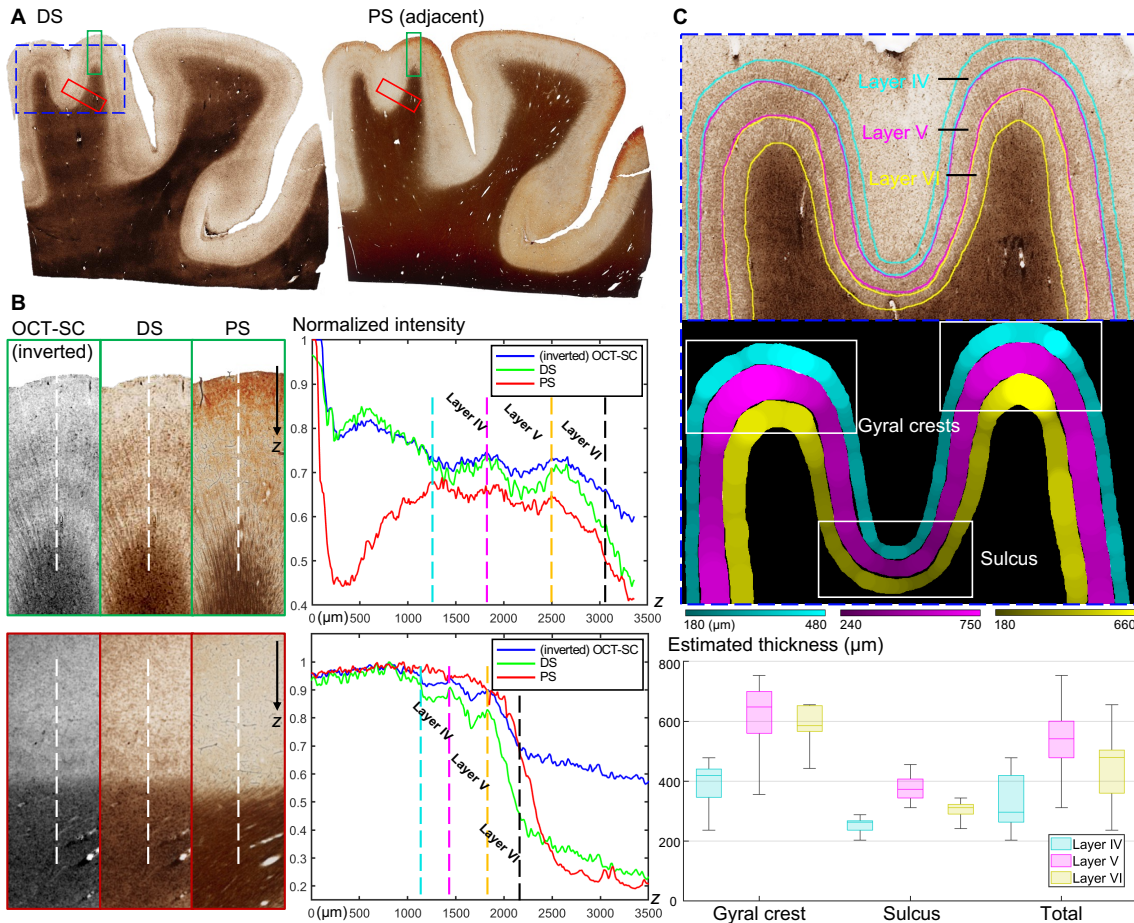 A
DS
PS (adjacent)
B
OCT-SC
(inverted)
DS
PS
z
Normalized intensity
1
0.9
0.8
0.7
0.6
0.5
0.4
0 (µm)
500
1000
1500
2000
2500
3000
3500
z
(inverted) OCT-SC
DS
PS
Layer IV
Layer V
Layer VI
z
1
0.9
0.8
0.7
0.6
0.5
0.4
0.3
0.2
0 (µm)
500
1000
1500
2000
2500
3000
3500
z
(inverted) OCT-SC
DS
PS
Layer IV
Layer V
Layer VI
C
Layer IV
Layer V
Layer VI
Gyral crests
Sulcus
180 (µm) 480
240 750
180 660
Estimated thickness (µm)
800
600
400
200
0
Gyral crest
Sulcus
Total
Layer IV
Layer V
Layer VI